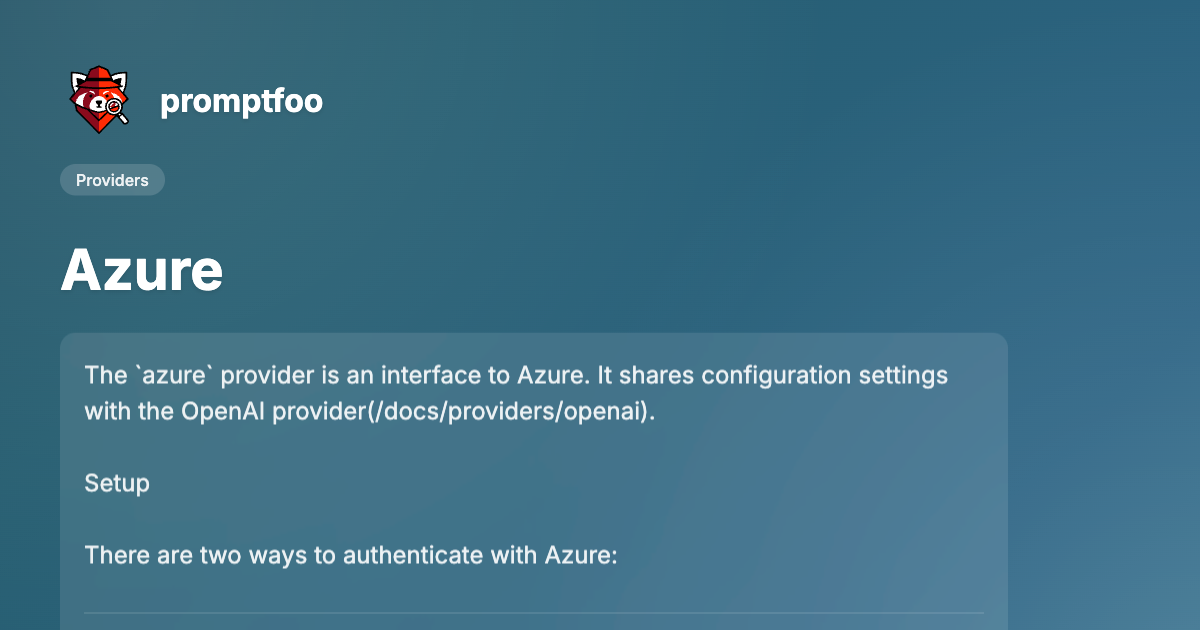 promptfoo
Providers
Azure
The `azure` provider is an interface to Azure. It shares configuration settings
with the OpenAI provider(/docs/providers/openai).
Setup
There are two ways to authenticate with Azure: